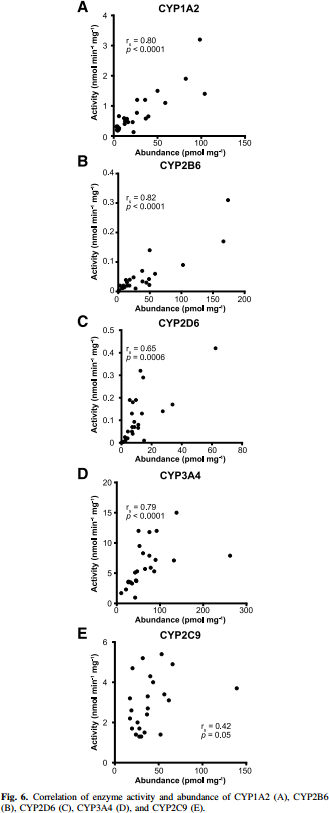 A
CYP1A2
rs = 0.80
p < 0.0001
Activity (nmol min⁻¹ mg⁻¹)
4
3
2
1
0
0 50 100 150
Abundance (pmol mg⁻¹)
B
CYP2B6
rs = 0.82
p < 0.0001
Activity (nmol min⁻¹ mg⁻¹)
0.4
0.3
0.2
0.1
0
0 50 100 150 200
Abundance (pmol mg⁻¹)
C
CYP2D6
rs = 0.65
p = 0.0006
Activity (nmol min⁻¹ mg⁻¹)
0.6
0.4
0.2
0
0 20 40 60 80
Abundance (pmol mg⁻¹)
D
CYP3A4
rs = 0.79
p < 0.0001
Activity (nmol min⁻¹ mg⁻¹)
20
15
10
5
0
0 100 200 300
Abundance (pmol mg⁻¹)
E
CYP2C9
rs = 0.42
p = 0.05
Activity (nmol min⁻¹ mg⁻¹)
6
4
2
0
0 50 100 150
Abundance (pmol mg⁻¹)
Fig. 6. Correlation of enzyme activity and abundance of CYP1A2 (A), CYP2B6
(B), CYP2D6 (C), CYP3A4 (D), and CYP2C9 (E).